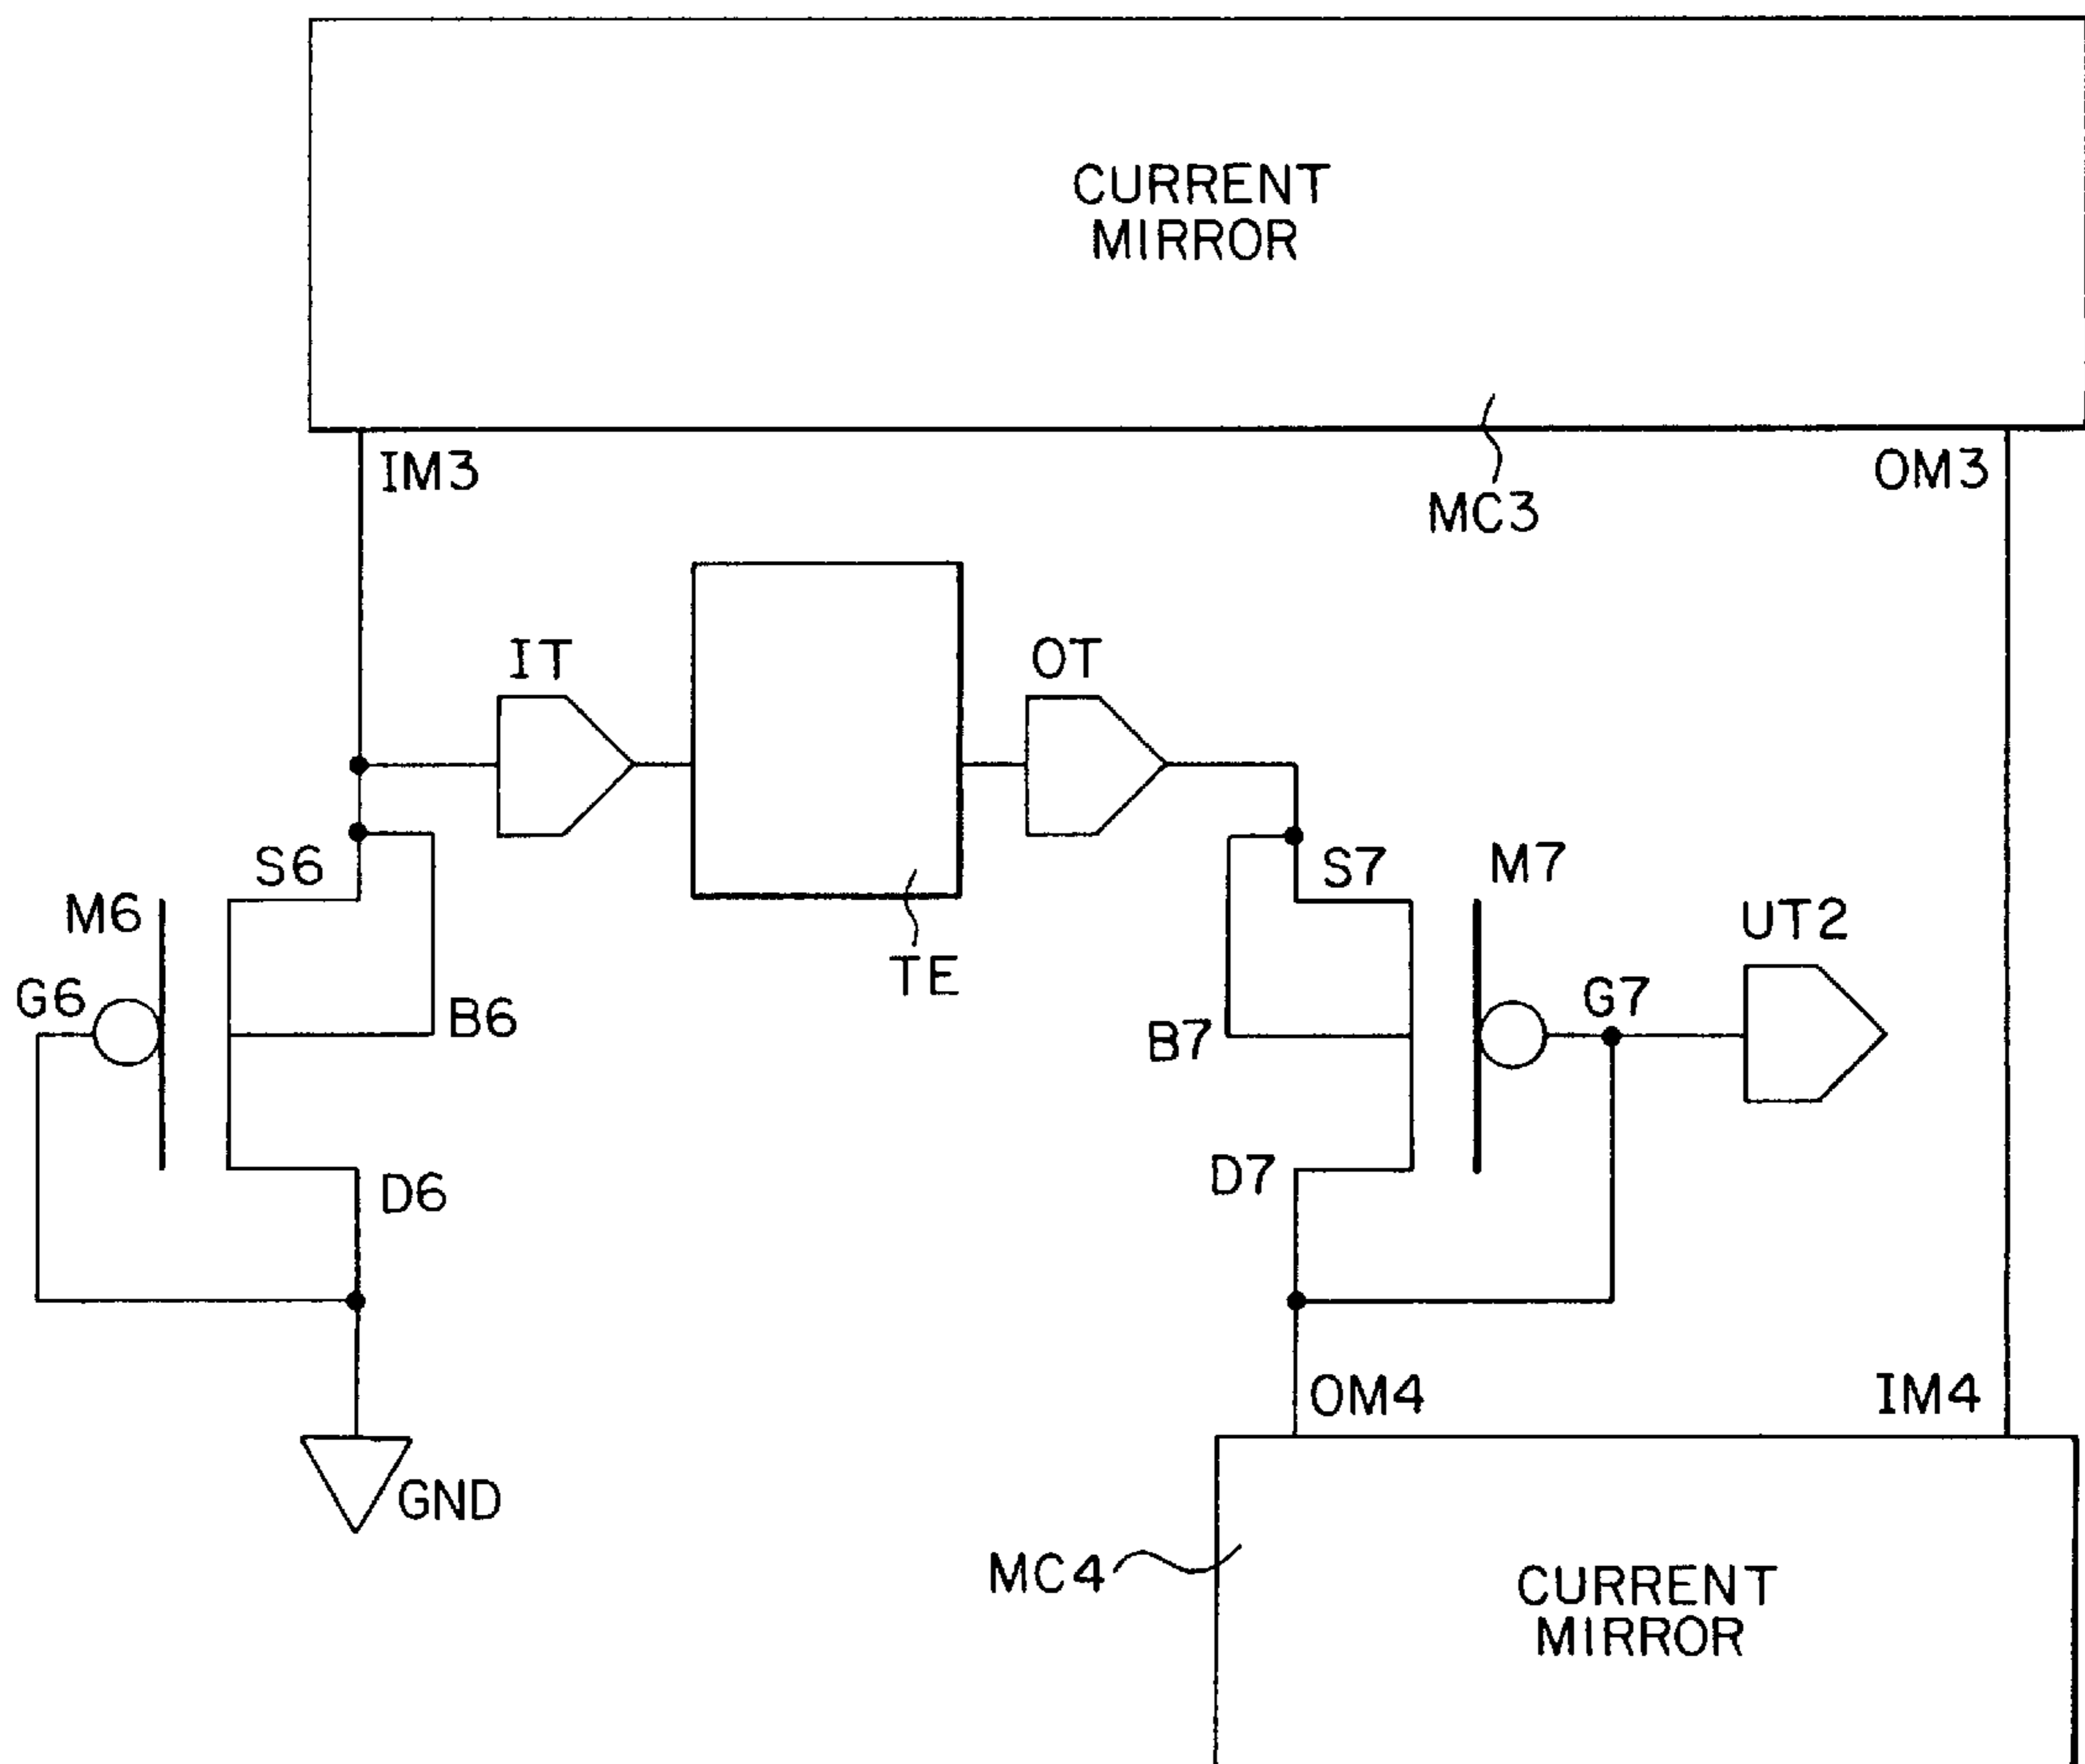 CURRENT
MIRROR
IM3
OM3
MC3
IT
OT
S6
S7
M7
M6
UT2
TE
G6
G7
B6
B7
D6
D7
OM4
IM4
GND
MC4
CURRENT
MIRROR